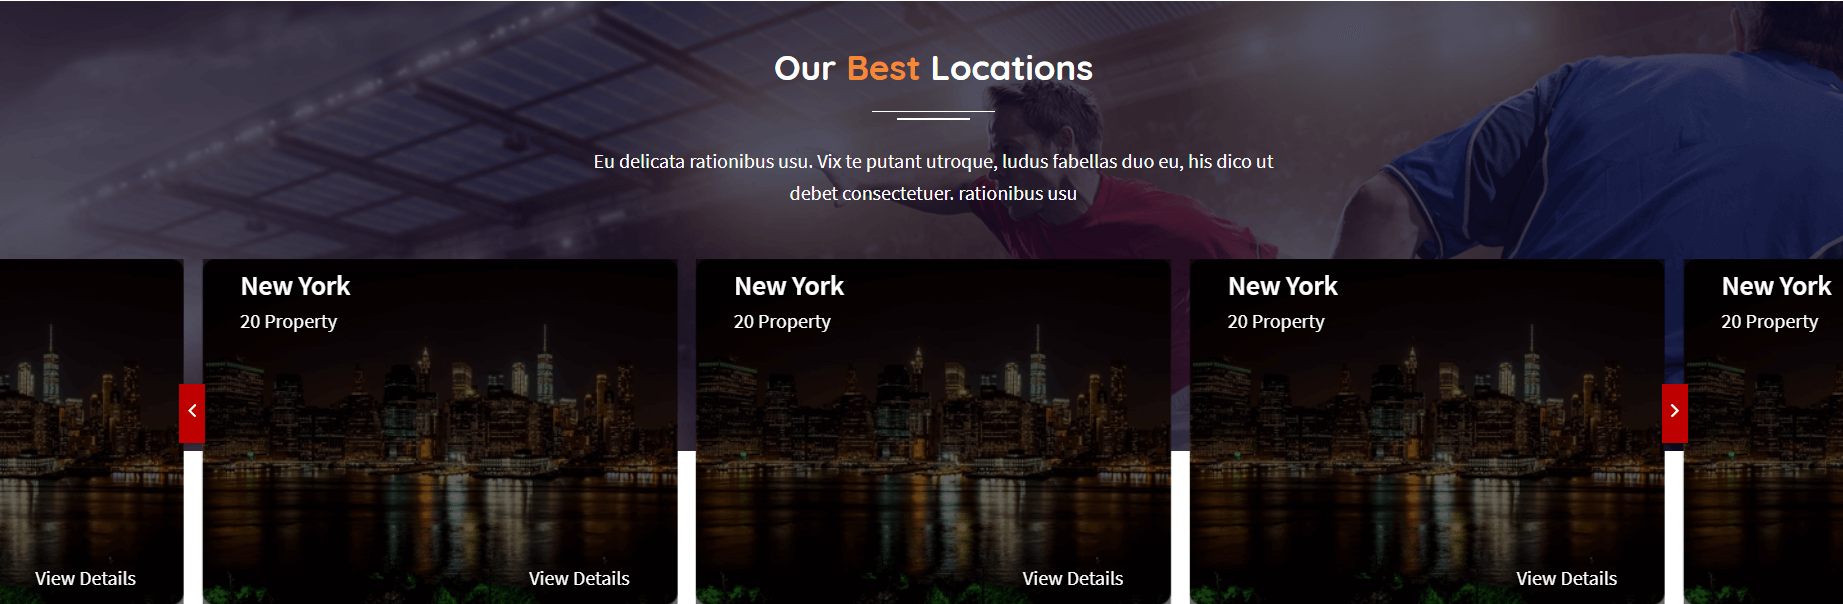 Our Best Locations
Eu delicata rationibus usu. Vix te putant utroque, ludus fabellas duo eu, his dico ut
debet consectetuer. rationibus usu
New York
20 Property
New York
20 Property
New York
20 Property
New York
20 Property
View Details
View Details
View Details
View Details